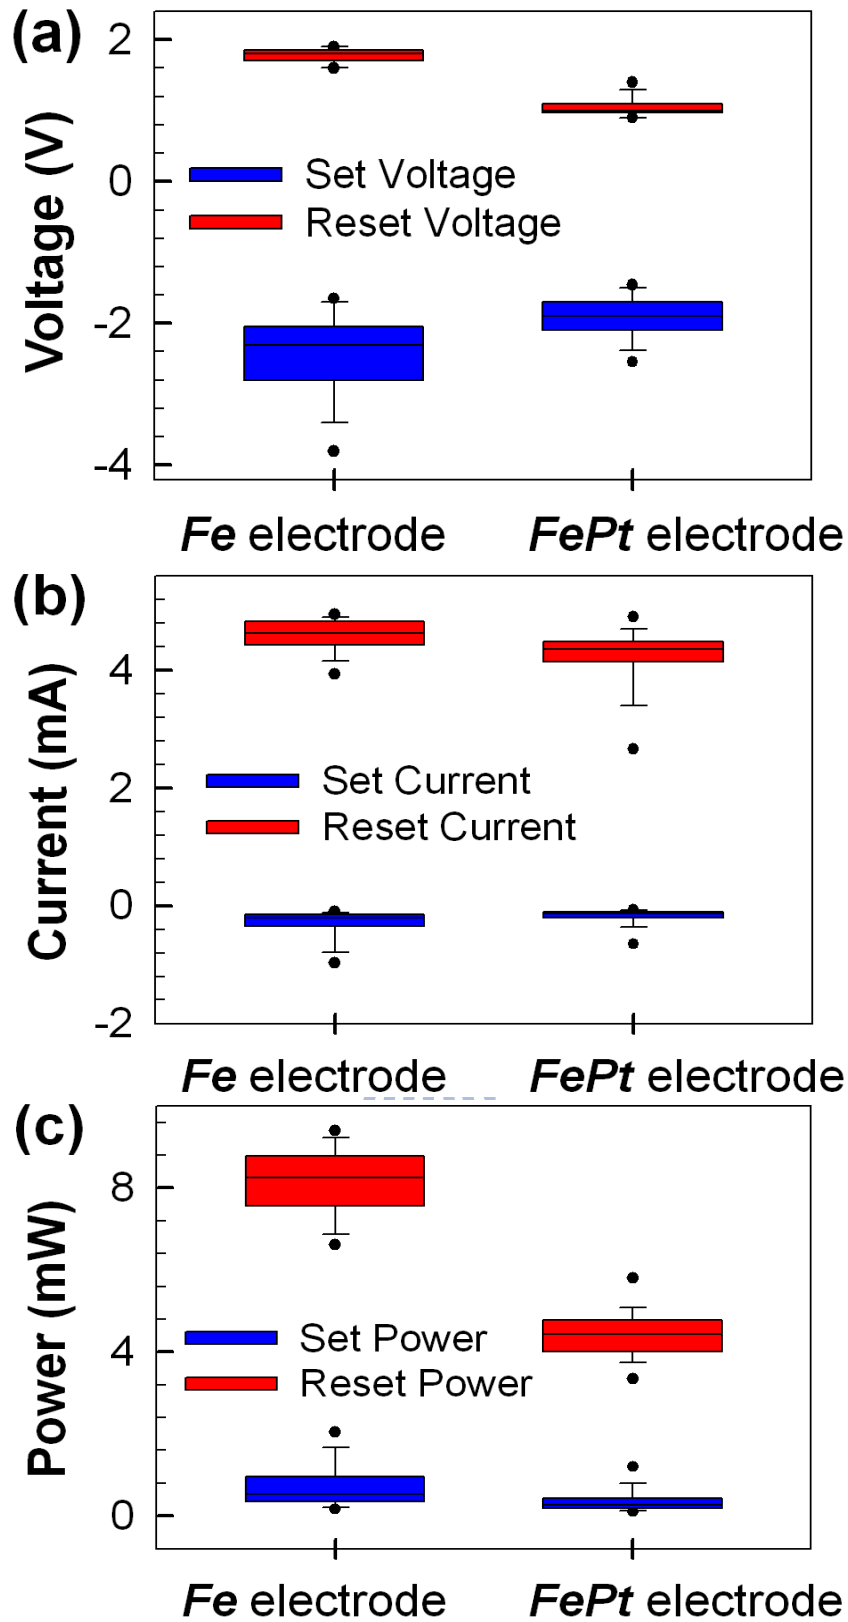 (a)
Voltage (V)
2
0
-2
-4
Set Voltage
Reset Voltage
Fe electrode
FePt electrode
(b)
Current (mA)
4
2
0
-2
Set Current
Reset Current
Fe electrode
FePt electrode
(c)
Power (mW)
8
4
0
Set Power
Reset Power
Fe electrode
FePt electrode